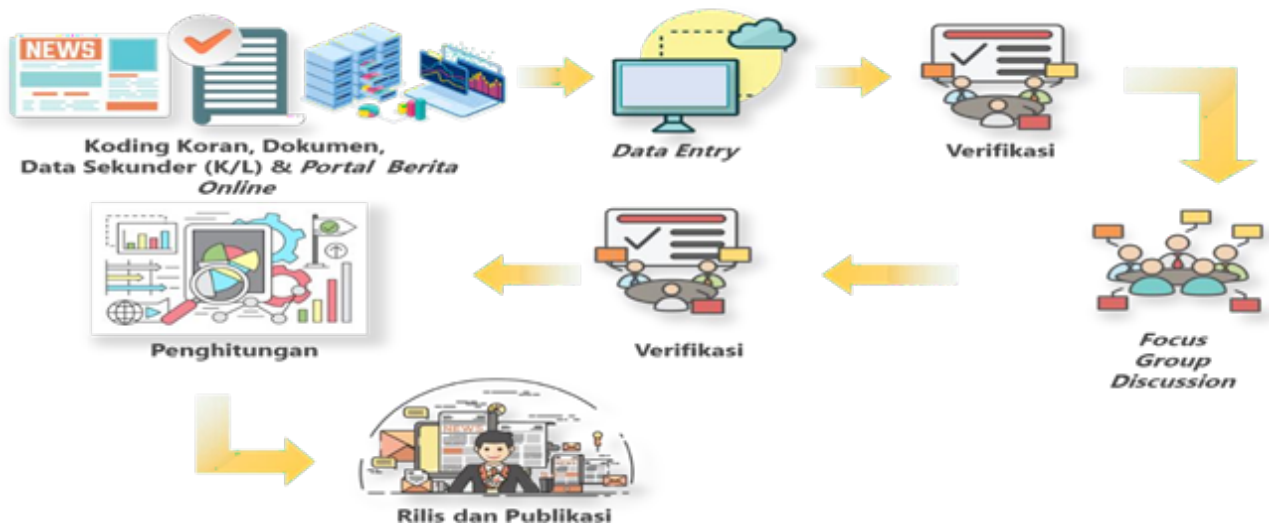 NEWS
Koding Koran, Dokumen,
Data Sekunder (K/L) & Portal Berita
Online
Data Entry
Verifikasi
Focus
Group
Discussion
Verifikasi
Penghitungan
NEWS
Rilis dan Publikasi